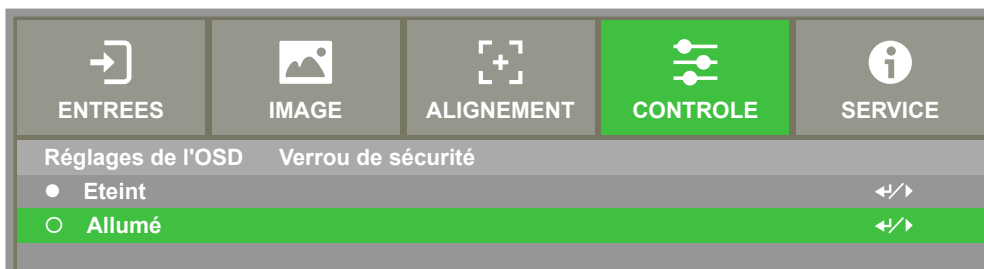 ENTREES IMAGE ALIGNEMENT CONTROLE SERVICE
Réglages de l'OSD Verrou de sécurité
Eteint
Allumé